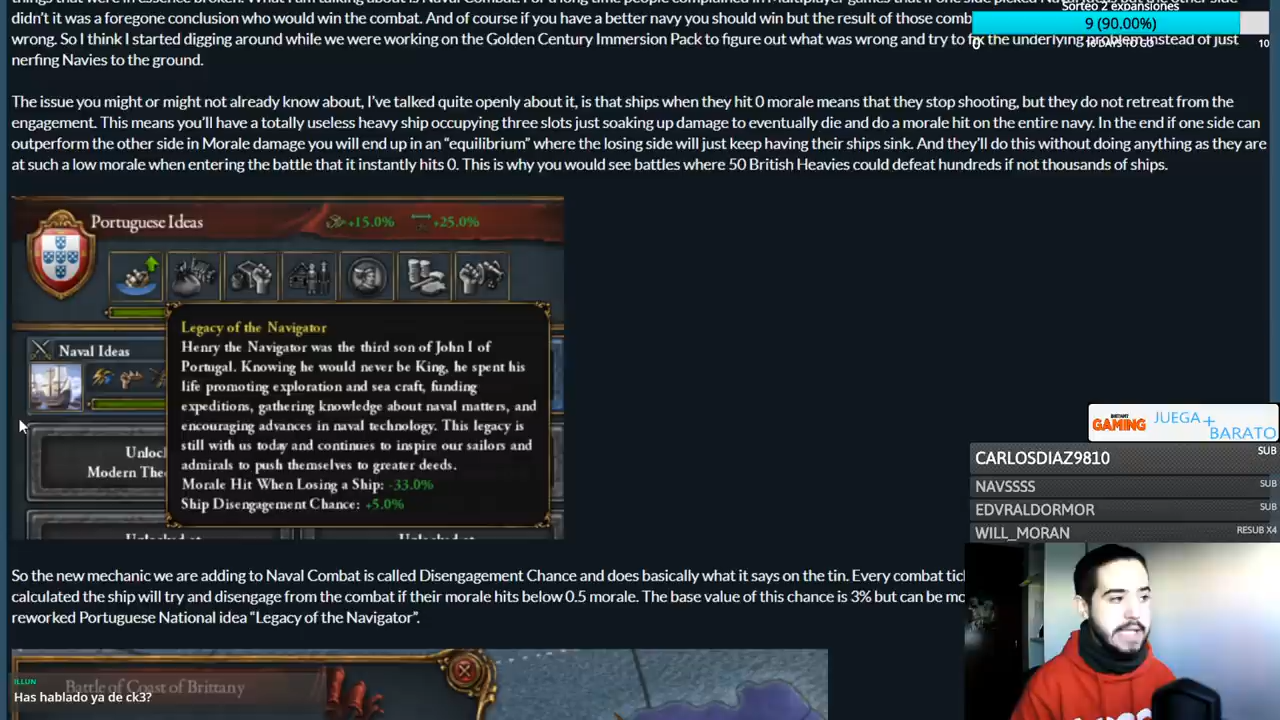 things that were in essence broken. What I am talking about is Naval Combat. For a long time people complained in Multiplayer games that if one side picked Naval Ideas but the other side
didn't it was a foregone conclusion who would win the combat. And of course if you have a better navy you should win but the result of those comb
wrong. So I think I started digging around while we were working on the Golden Century Immersion Pack to figure out what was wrong and try to fix the underlying problem instead of just
nerfing Navies to the ground.
Sorteo 2 expansiones
9 (90.00%)
0
10 DAYS TO GO
10
The issue you might or might not already know about, I've talked quite openly about it, is that ships when they hit 0 morale means that they stop shooting, but they do not retreat from the
engagement. This means you'll have a totally useless heavy ship occupying three slots just soaking up damage to eventually die and do a morale hit on the entire navy. In the end if one side can
outperform the other side in Morale damage you will end up in an "equilibrium" where the losing side will just keep having their ships sink. And they'll do this without doing anything as they are
at such a low morale when entering the battle that it instantly hits 0. This is why you would see battles where 50 British Heavies could defeat hundreds if not thousands of ships.
Portuguese Ideas
+15.0%
+25.0%
Naval Ideas
Unloc
Modern The
Legacy of the Navigator
Henry the Navigator was the third son of John I of
Portugal. Knowing he would never be King, he spent his
life promoting exploration and sea craft, funding
expeditions, gathering knowledge about naval matters, and
encouraging advances in naval technology. This legacy is
still with us today and continues to inspire our sailors and
admirals to push themselves to greater deeds.
Morale Hit When Losing a Ship: -33.0%
Ship Disengagement Chance: +5.0%
Unlocked at
Unlocked at
INSTANT GAMING
JUEGA+
BARATO
CARLOSDIAZ9810 SUB
NAVSSSS SUB
EDVRALDORMOR SUB
WILL_MORAN RESUB X4
So the new mechanic we are adding to Naval Combat is called Disengagement Chance and does basically what it says on the tin. Every combat tic
calculated the ship will try and disengage from the combat if their morale hits below 0.5 morale. The base value of this chance is 3% but can be mo
reworked Portuguese National idea "Legacy of the Navigator".
Battle of Coast of Brittany
ILLUN
Has hablado ya de ck3?